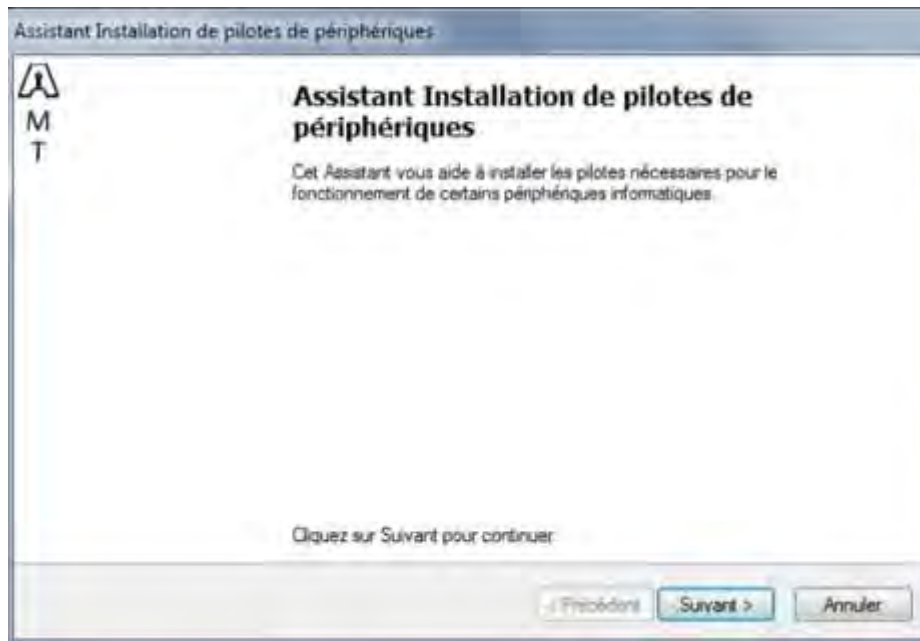 Assistant Installation de pilotes de périphériques
A
M
T
Assistant Installation de pilotes de
périphériques
Cet Assistant vous aide à installer les pilotes nécessaires pour le
fonctionnement de certains périphériques informatiques.
Cliquez sur Suivant pour continuer
< Précédent
Suivant >
Annuler